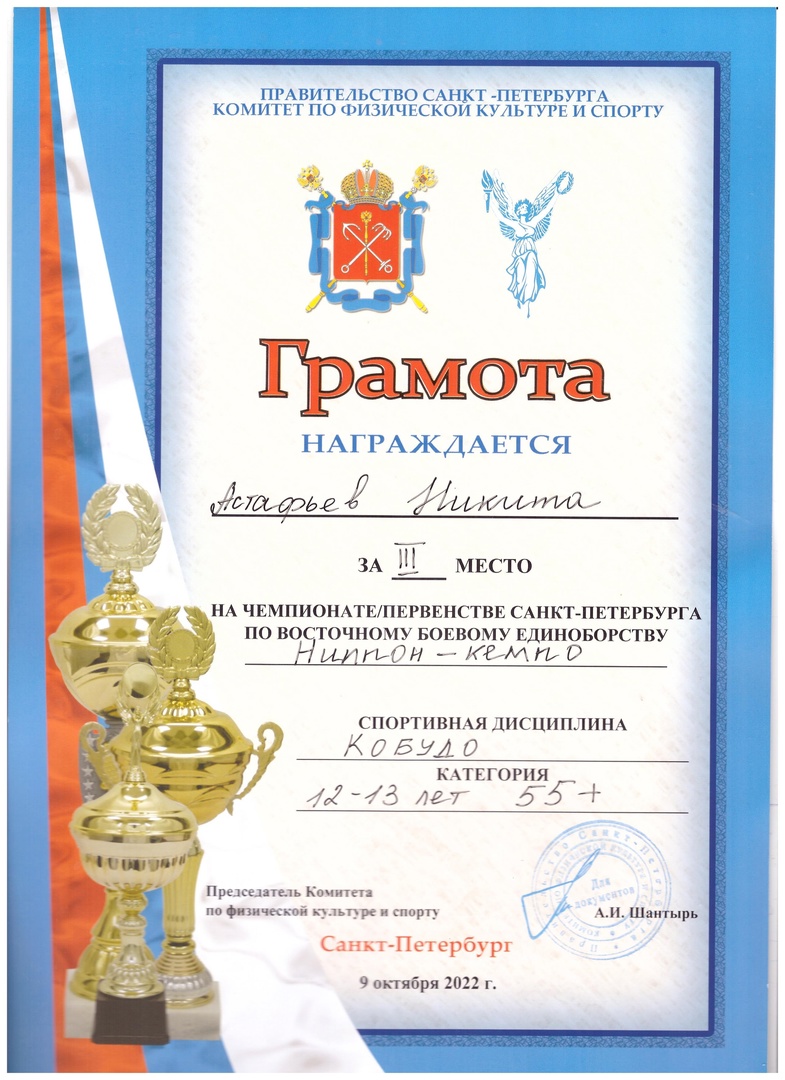 ПРАВИТЕЛЬСТВО САНКТ -ПЕТЕРБУРГА
КОМИТЕТ ПО ФИЗИЧЕСКОЙ КУЛЬТУРЕ И СПОРТУ
Грамота
НАГРАЖДАЕТСЯ
Астафьев Никита
ЗА III МЕСТО
НА ЧЕМПИОНАТЕ/ПЕРВЕНСТВЕ САНКТ-ПЕТЕРБУРГА
ПО ВОСТОЧНОМУ БОЕВОМУ ЕДИНОБОРСТВУ
Ниппон - кемпо
СПОРТИВНАЯ ДИСЦИПЛИНА
КОБУДО
КАТЕГОРИЯ
12-13 лет 55+
Председатель Комитета
по физической культуре и спорту
А.И. Шантырь
Для
документов
Санкт-Петербург
9 октября 2022 г.